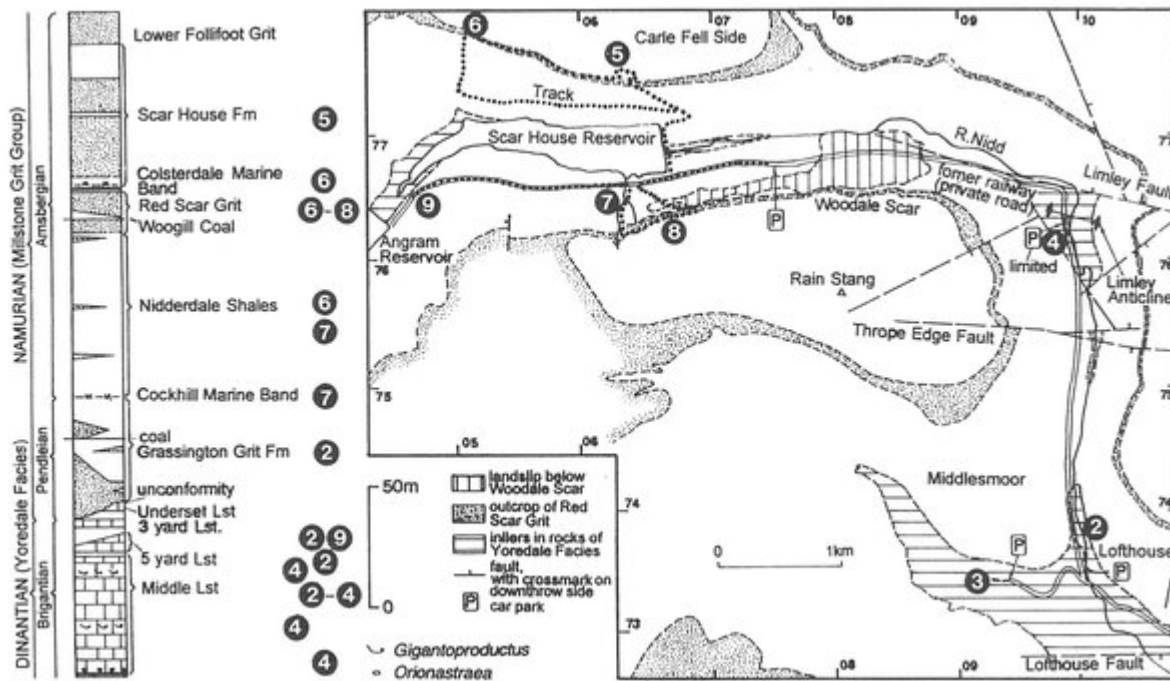 Lower Follifoot Grit
Scar House Fm
5
Colsterdale Marine
Band
6
Red Scar Grit
6 – 8
Woogill Coal
Nidderdale Shales
6
7
Cockhill Marine Band
7
coal
Grassington Grit Fm
2
unconformity
Underset Lst
3 yard Lst.
2 9
5 yard Lst
4 2
Middle Lst
2 – 4
4
4
NAMURIAN (Millstone Grit Group)
DINANTIAN (Yoredale Facies)
Arnsbergian
Pendleian
Brigantian
50m
0
landslip below
Woodale Scar
outcrop of Red
Scar Grit
inliers in rocks of
Yoredale Facies
fault,
with crossmark on
downthrow side
P
car park
Gigantoproductus
Orionastraea
06
07
08
09
10
6
5
Carle Fell Side
Track
77
Scar House Reservoir
R.Nidd
77
Limley Fault
former railway
private road
9
7
8
P
Woodale Scar
P
4
limited
Angram
Reservoir
76
76
Rain Stang
Limley
Anticline
Thrope Edge Fault
75
75
05
06
Middlesmoor
74
0
1km
2
P
Lofthouse
P
3
73
Lofthouse Fault
08
09